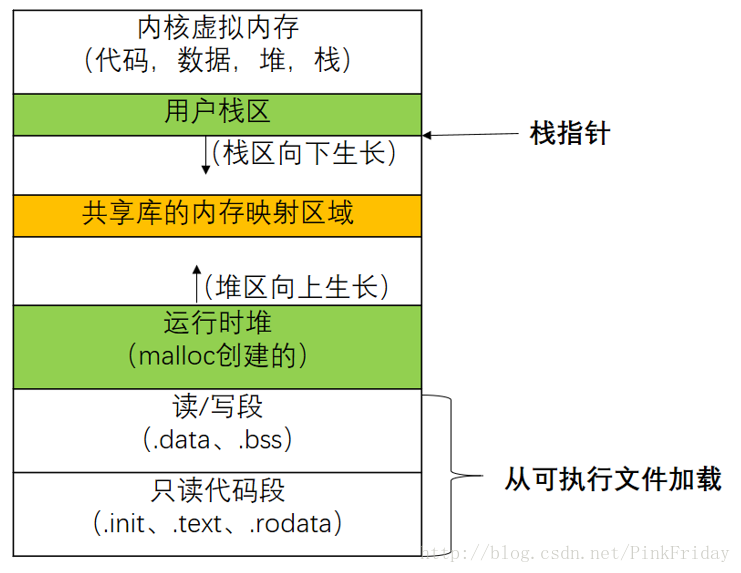 内核虚拟内存
（代码，数据，堆，栈）
用户栈区
栈指针
（栈区向下生长）
共享库的内存映射区域
（堆区向上生长）
运行时堆
（malloc创建的）
读/写段
（.data、.bss）
从可执行文件加载
只读代码段
（.init、.text、.rodata）
http://blog.csdn.net/PinkFriday